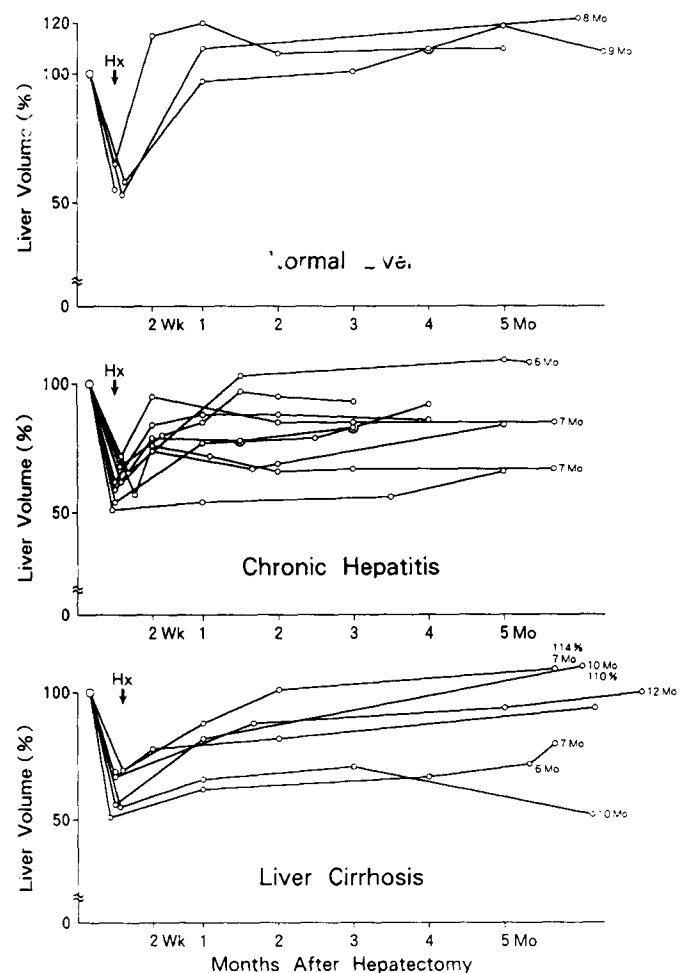 120
8 Mo
Hx
9 Mo
100
Liver Volume (%)
50
0
2 Wk 1 2 3 4 5 Mo
Hx
6 Mo
100
7 Mo
7 Mo
Liver Volume (%)
50
Chronic Hepatitis
0
2 Wk 1 2 3 4 5 Mo
114 %
7 Mo
Hx
10 Mo
110 %
100
12 Mo
Liver Volume (%)
7 Mo
6 Mo
50
10 Mo
Liver Cirrhosis
0
2 Wk 1 2 3 4 5 Mo
Months After Hepatectomy